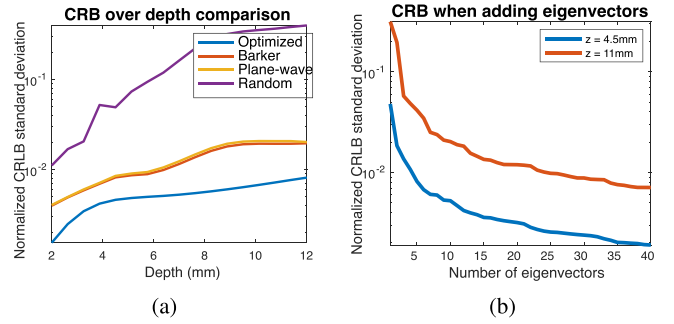 CRB over depth comparison
Normalized CRLB standard deviation
10^-1
10^-2
Optimized
Barker
Plane-wave
Random
2 4 6 8 10 12
Depth (mm)
(a)
CRB when adding eigenvectors
Normalized CRLB standard deviation
10^-1
10^-2
z = 4.5mm
z = 11mm
5 10 15 20 25 30 35 40
Number of eigenvectors
(b)